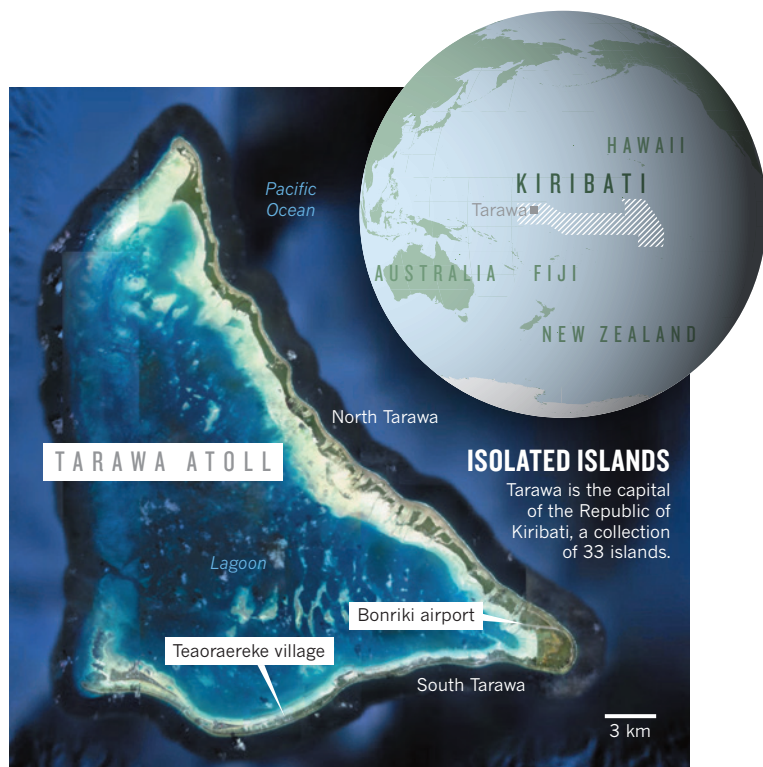 HAWAII
KIRIBATI
Tarawa
AUSTRALIA
FIJI
NEW ZEALAND
Pacific
Ocean
North Tarawa
TARAWA ATOLL
ISOLATED ISLANDS
Tarawa is the capital
of the Republic of
Kiribati, a collection
of 33 islands.
Lagoon
Bonriki airport
Teaoraereke village
South Tarawa
3 km